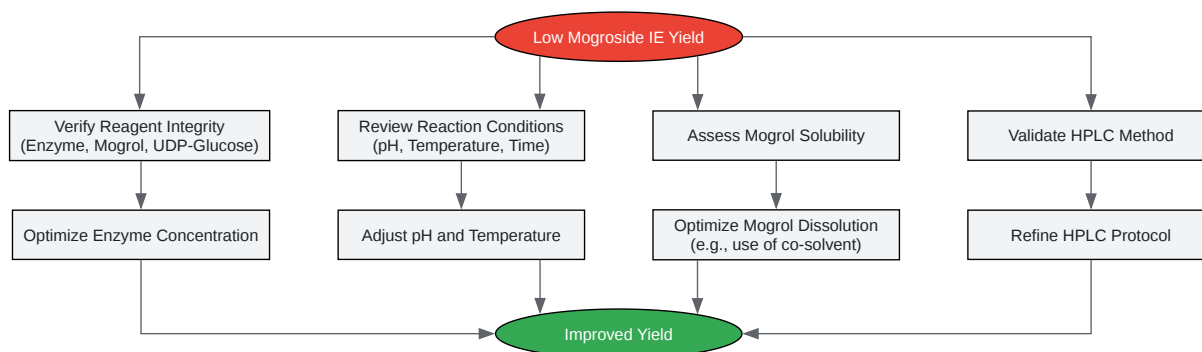 Low Mogroside IE Yield
Verify Reagent Integrity
(Enzyme, Mogrol, UDP-Glucose)
Review Reaction Conditions
(pH, Temperature, Time)
Assess Mogrol Solubility
Validate HPLC Method
Optimize Enzyme Concentration
Adjust pH and Temperature
Optimize Mogrol Dissolution
(e.g., use of co-solvent)
Refine HPLC Protocol
Improved Yield